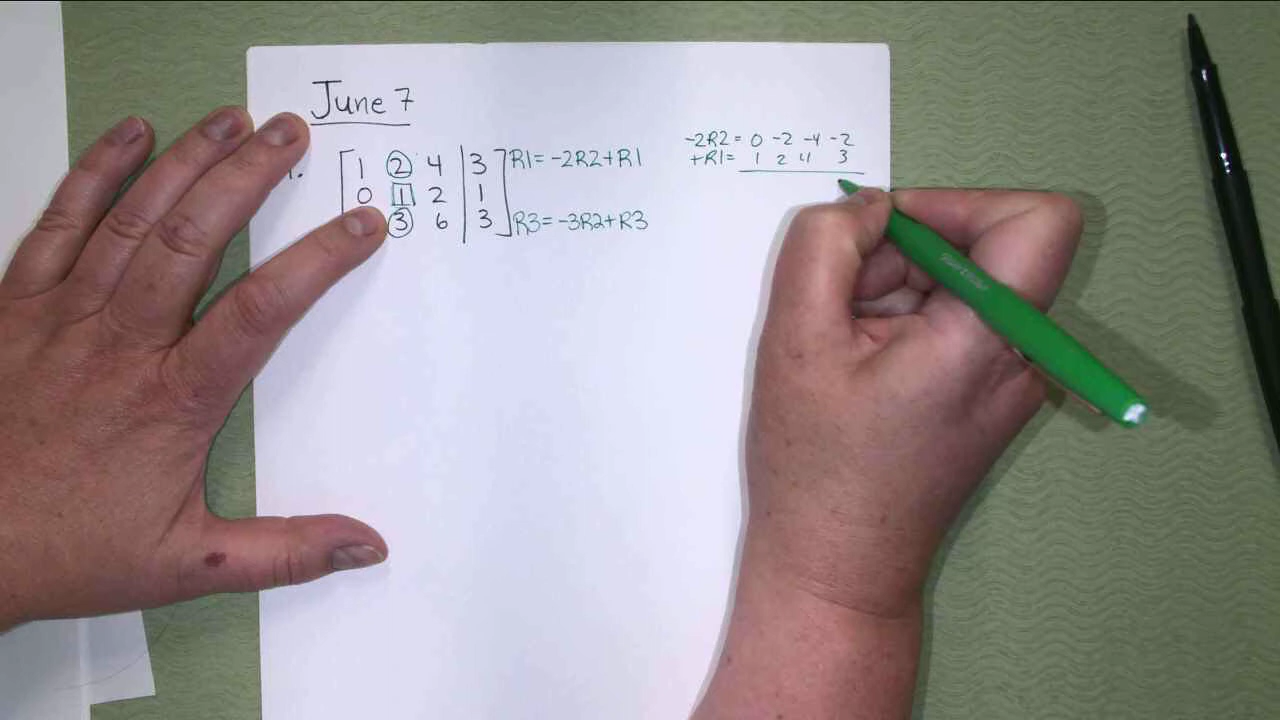 June 7
1. [ 1 2 4 | 3 ] R1= -2R2+R1
0 1 2 | 1
3 6 | 3 ] R3= -3R2+R3
-2R2= 0 -2 -4 -2
+R1= 1 2 4 3